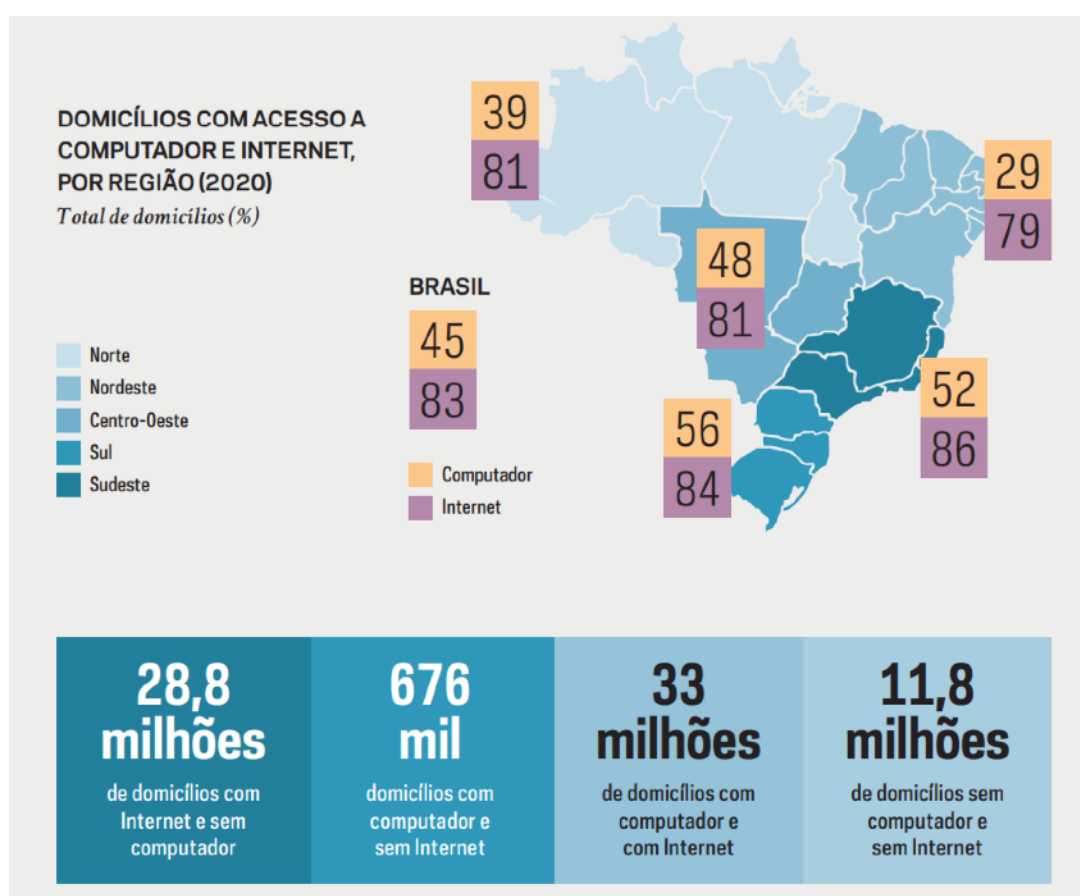 DOMICÍLIOS COM ACESSO A
COMPUTADOR E INTERNET,
POR REGIÃO (2020)
Total de domicílios (%)
39
81
29
79
48
81
BRASIL
45
83
52
86
56
84
Norte
Nordeste
Centro-Oeste
Sul
Sudeste
Computador
Internet
28,8
milhões
de domicílios com
Internet e sem
computador
676
mil
domicílios com
computador e
sem Internet
33
milhões
de domicílios com
computador e
com Internet
11,8
milhões
de domicílios sem
computador e
sem Internet